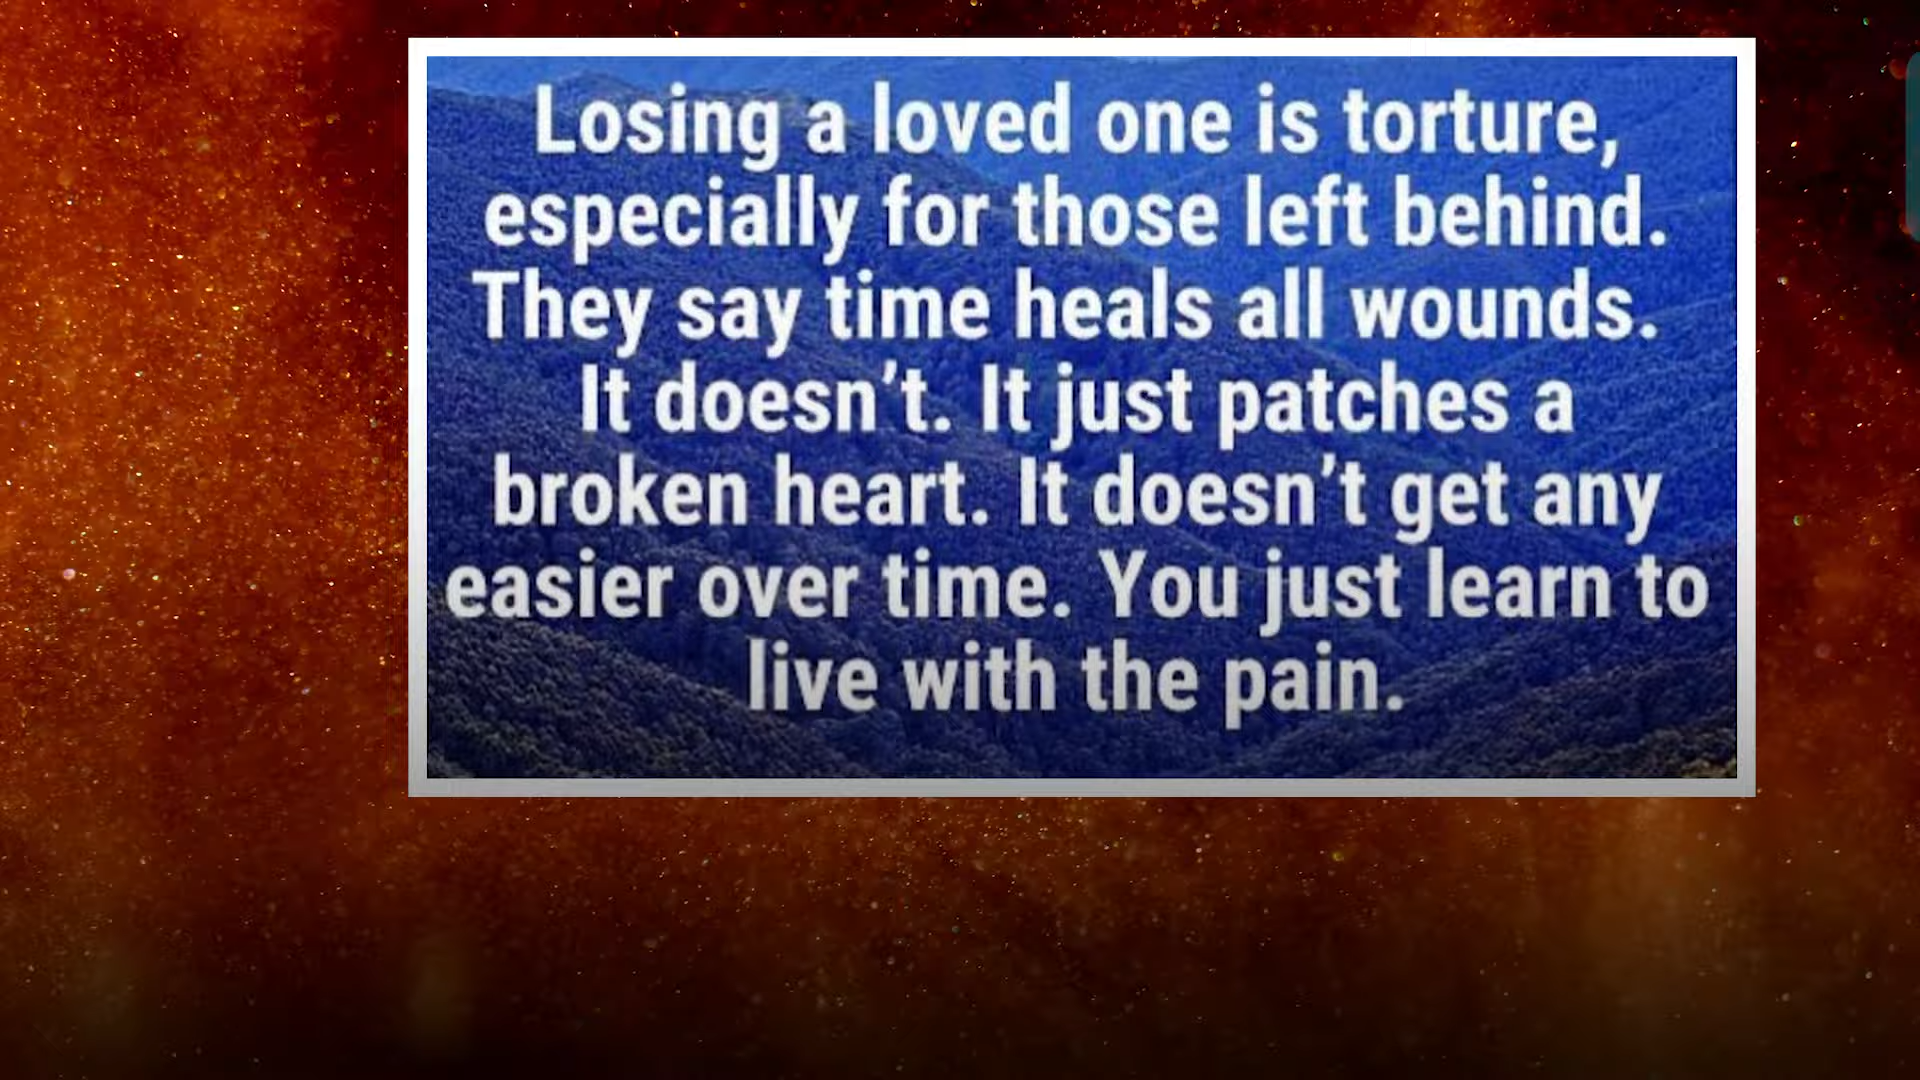 Losing a loved one is torture,
especially for those left behind.
They say time heals all wounds.
It doesn’t. It just patches a
broken heart. It doesn’t get any
easier over time. You just learn to
live with the pain.